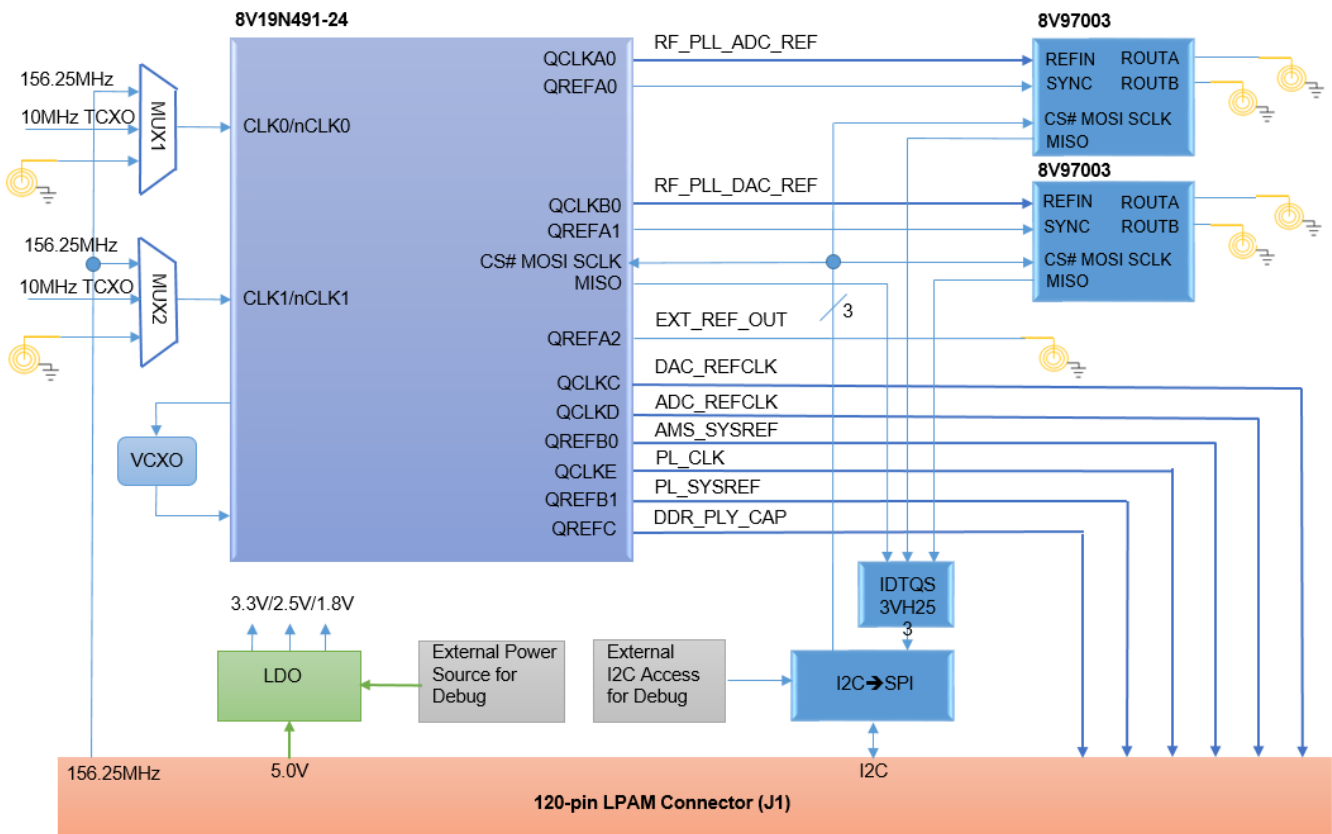 8V19N491-24
8V97003
156.25MHz
10MHz TCXO
MUX1
CLK0/nCLK0
QCLKA0
QREFA0
RF_PLL_ADC_REF
REFIN ROUTA
SYNC ROUTB
CS# MOSI SCLK
MISO
8V97003
RF_PLL_DAC_REF
QCLKB0
QREFA1
REFIN ROUTA
SYNC ROUTB
CS# MOSI SCLK
MISO
156.25MHz
10MHz TCXO
MUX2
CLK1/nCLK1
CS# MOSI SCLK
MISO
3
QREFA2
EXT_REF_OUT
QCLKC
DAC_REFCLK
QCLKD
ADC_REFCLK
QREFB0
AMS_SYSREF
QCLKE
PL_CLK
QREFB1
PL_SYSREF
QREFC
DDR_PLY_CAP
VCXO
IDTQS
3VH25
3
3.3V/2.5V/1.8V
LDO
External Power
Source for
Debug
External
I2C Access
for Debug
I2C➔SPI
156.25MHz
5.0V
I2C
120-pin LPAM Connector (J1)